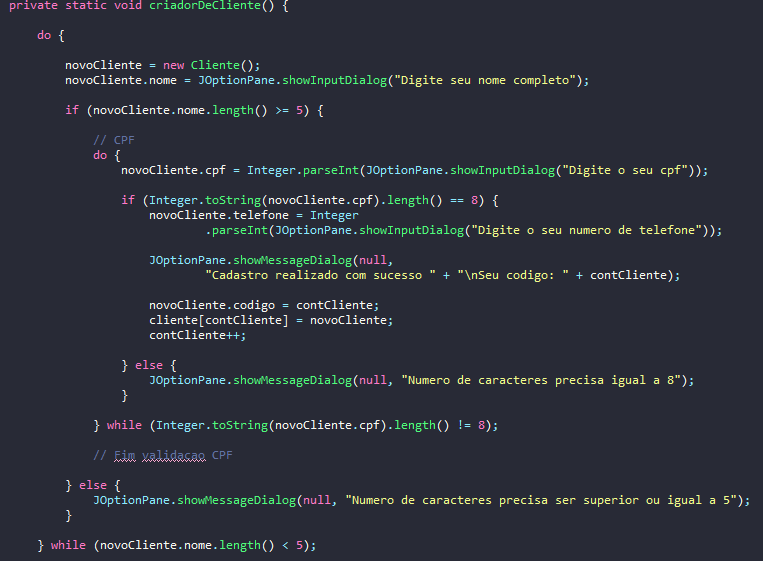 private static void criadorDeCliente() {
do {
novoCliente = new Cliente();
novoCliente.nome = JOptionPane.showInputDialog("Digite seu nome completo");
if (novoCliente.nome.length() >= 5) {
// CPF
do {
novoCliente.cpf = Integer.parseInt(JOptionPane.showInputDialog("Digite o seu cpf"));
if (Integer.toString(novoCliente.cpf).length() == 8) {
novoCliente.telefone = Integer
.parseInt(JOptionPane.showInputDialog("Digite o seu numero de telefone"));
JOptionPane.showMessageDialog(null,
"Cadastro realizado com sucesso " + "\nSeu codigo: " + contCliente);
novoCliente.codigo = contCliente;
cliente[contCliente] = novoCliente;
contCliente++;
} else {
JOptionPane.showMessageDialog(null, "Numero de caracteres precisa igual a 8");
}
} while (Integer.toString(novoCliente.cpf).length() != 8);
// Fim validacao CPF
} else {
JOptionPane.showMessageDialog(null, "Numero de caracteres precisa ser superior ou igual a 5");
}
} while (novoCliente.nome.length() < 5);